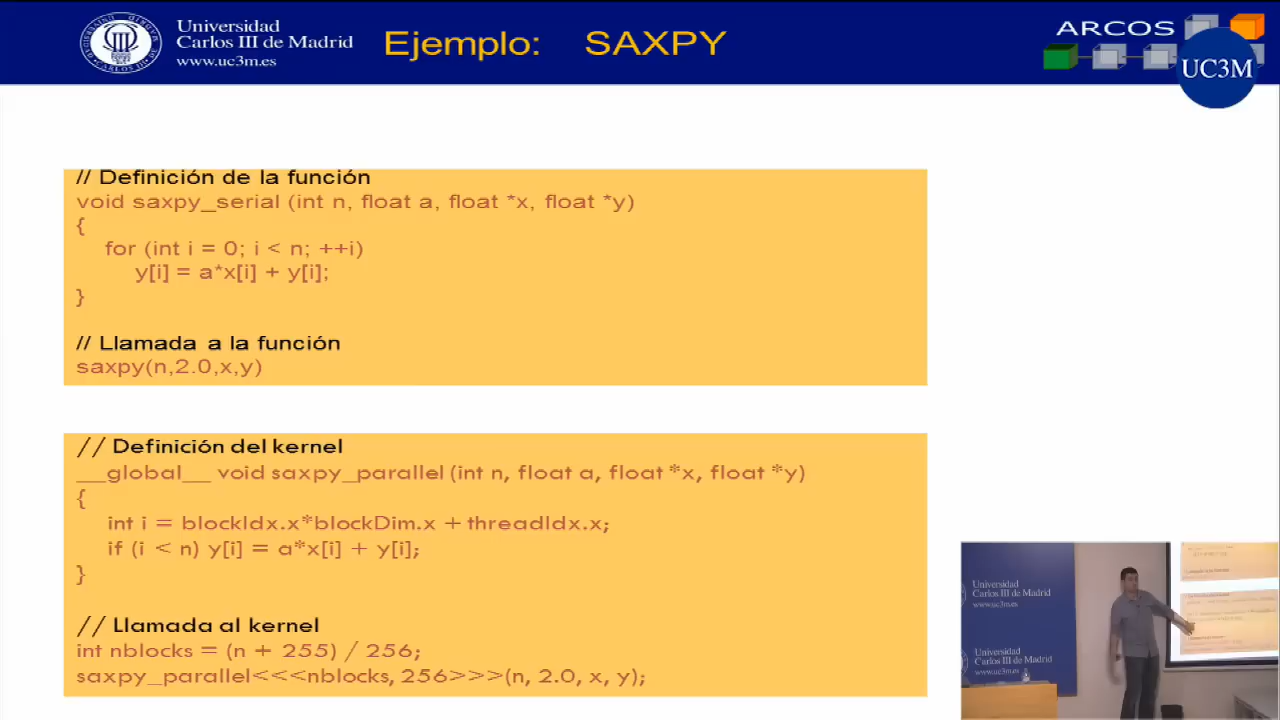 Universidad
Carlos III de Madrid
www.uc3m.es
Ejemplo: SAXPY
ARCOS
UC3M
// Definición de la función
void saxpy_serial (int n, float a, float *x, float *y)
{
for (int i = 0; i < n; ++i)
y[i] = a*x[i] + y[i];
}
// Llamada a la función
saxpy(n,2.0,x,y)
// Definición del kernel
__global__ void saxpy_parallel (int n, float a, float *x, float *y)
{
int i = blockIdx.x*blockDim.x + threadIdx.x;
if (i < n) y[i] = a*x[i] + y[i];
}
// Llamada al kernel
int nblocks = (n + 255) / 256;
saxpy_parallel<<<nblocks, 256>>>(n, 2.0, x, y);
Universidad
Carlos III de Madrid
www.uc3m.es
Universidad
Carlos III de Madrid